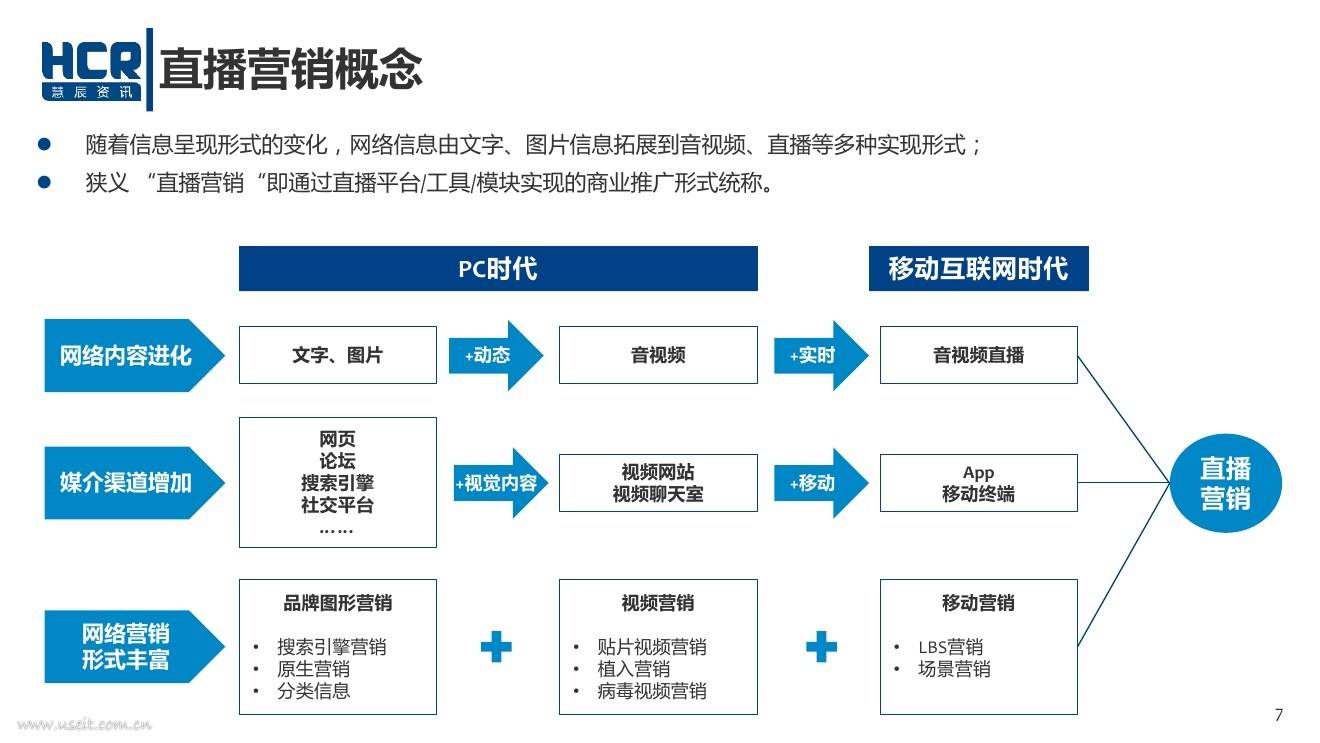 HCR
慧辰资讯
直播营销概念
随着信息呈现形式的变化，网络信息由文字、图片信息拓展到音视频、直播等多种实现形式；
狭义 “直播营销 “即通过直播平台/工具/模块实现的商业推广形式统称。
PC时代
移动互联网时代
网络内容进化
文字、图片
+动态
音视频
+实时
音视频直播
媒介渠道增加
网页
论坛
搜索引擎
社交平台
……
+视觉内容
视频网站
视频聊天室
+移动
App
移动终端
直播
营销
网络营销
形式丰富
品牌图形营销
• 搜索引擎营销
• 原生营销
• 分类信息
视频营销
• 贴片视频营销
• 植入营销
• 病毒视频营销
移动营销
• LBS营销
• 场景营销
www.useit.com.cn
7